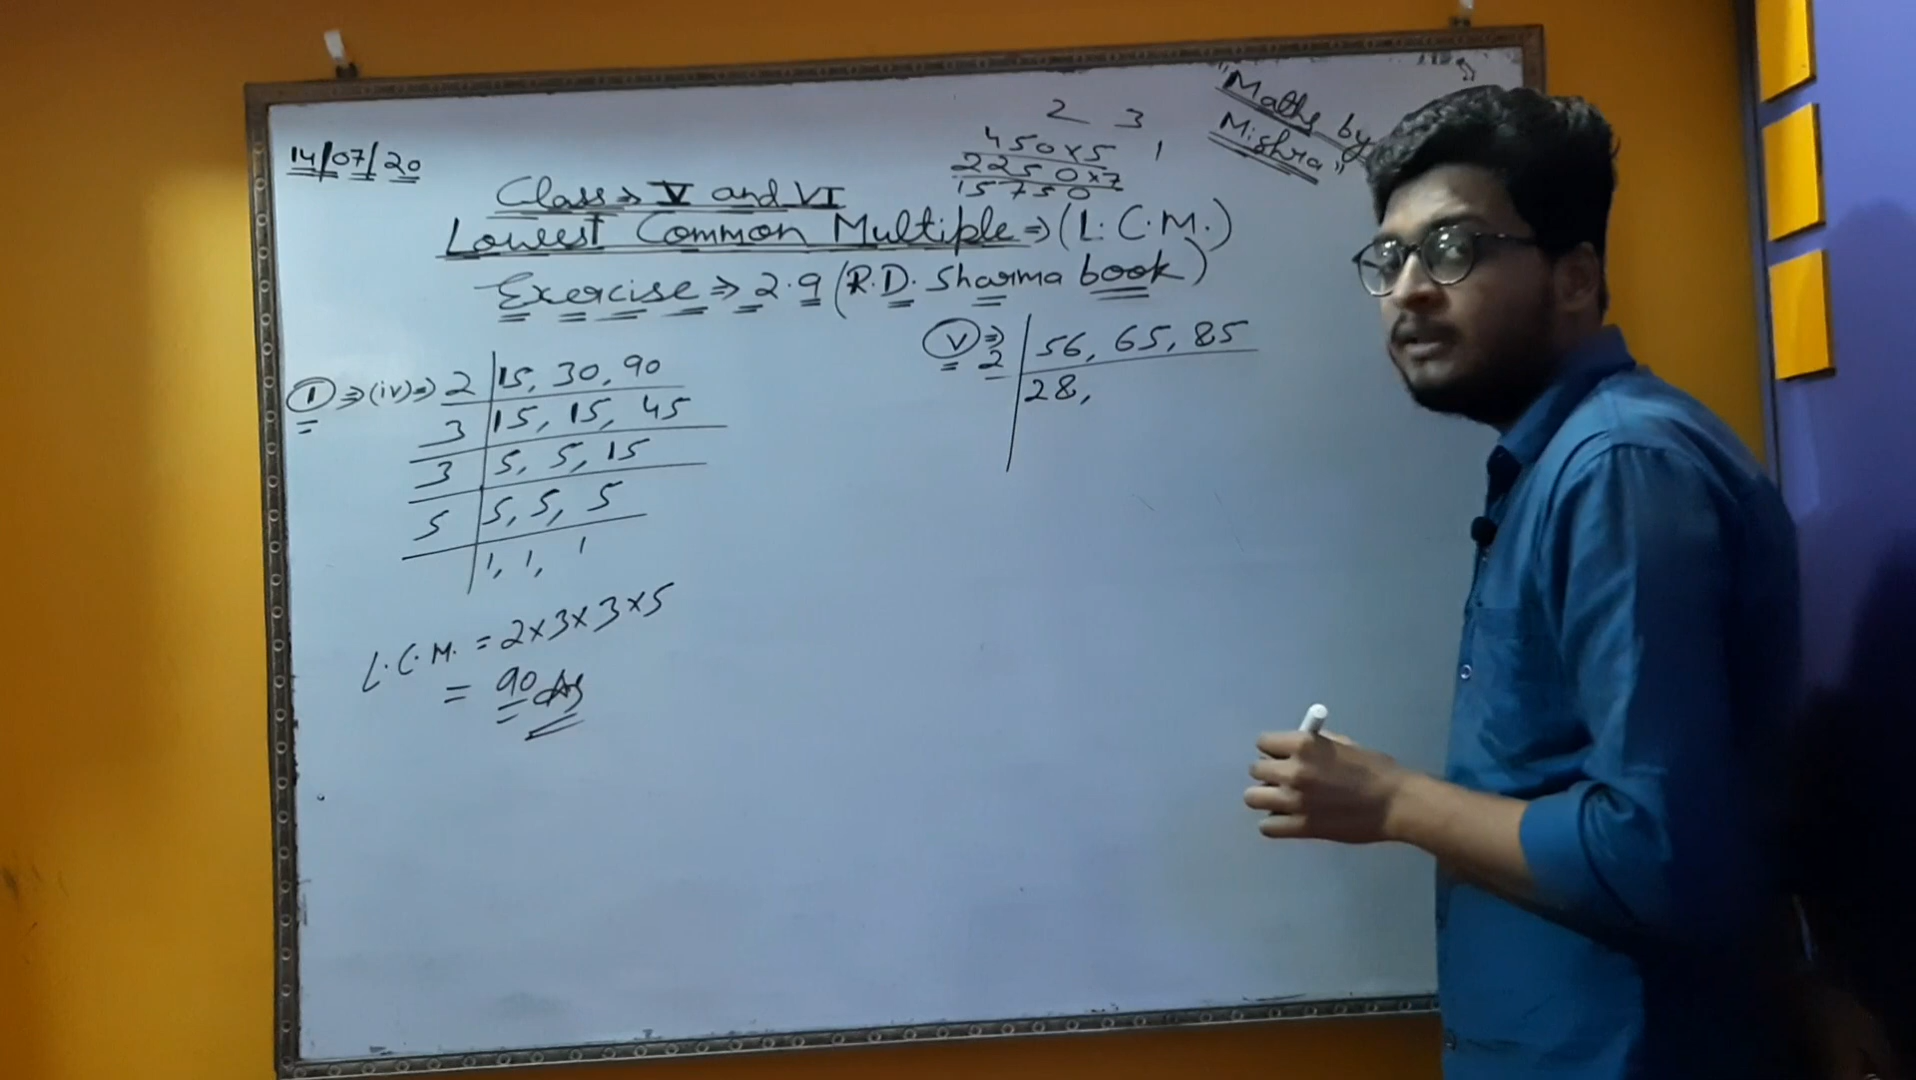 14/07/20
2 3
450×5 1
2250×7
15750
"Maths by
Mishra"
Class → V and VI
Lowest Common Multiple ⇒ (L.C.M.)
Exercise ⇒ 2.9 (R.D. Sharma book)
1 ⇒ (iv) ⇒ 2 | 15, 30, 90
3 | 15, 15, 45
3 | 5, 5, 15
5 | 5, 5, 5
1, 1, 1
L.C.M. = 2×3×3×5
= 90 Ans
V ⇒ 2 | 56, 65, 85
28,